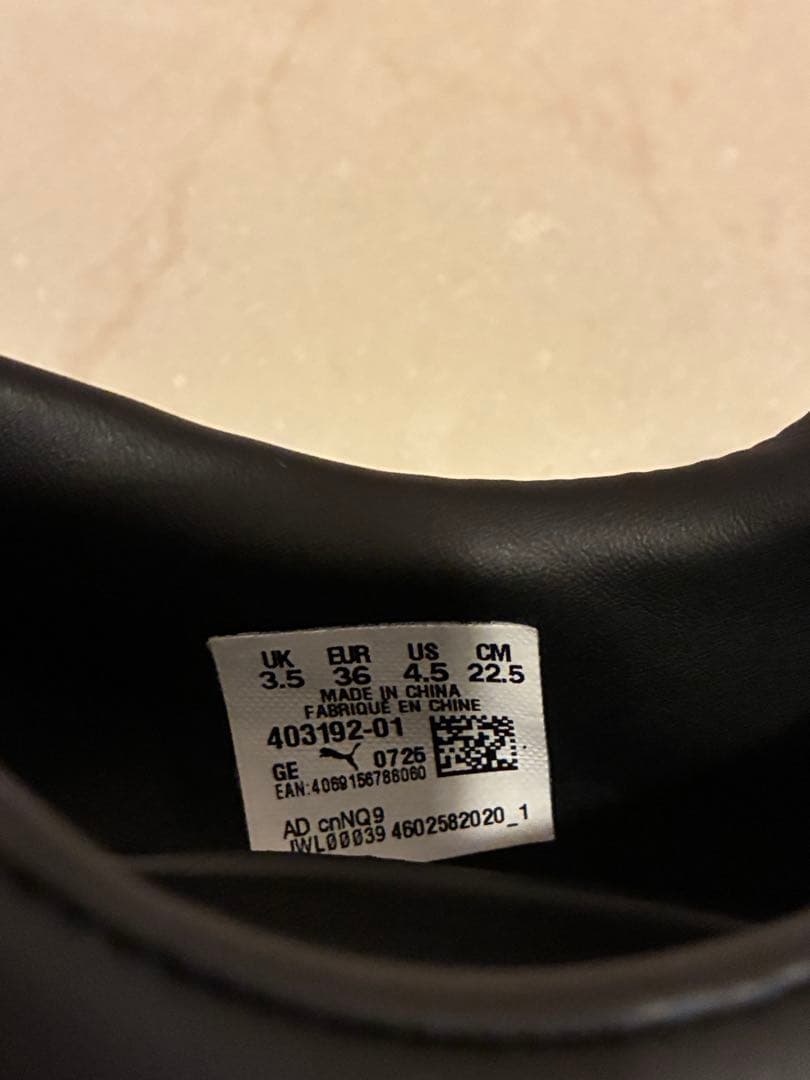 UK EUR US CM
3.5 36 4.5 22.5
MADE IN CHINA
FABRIQUÉ EN CHINE
403192-01
GE 0725
EAN:4069156786060
AD cnNQ9
JWL00039 4602582020_1